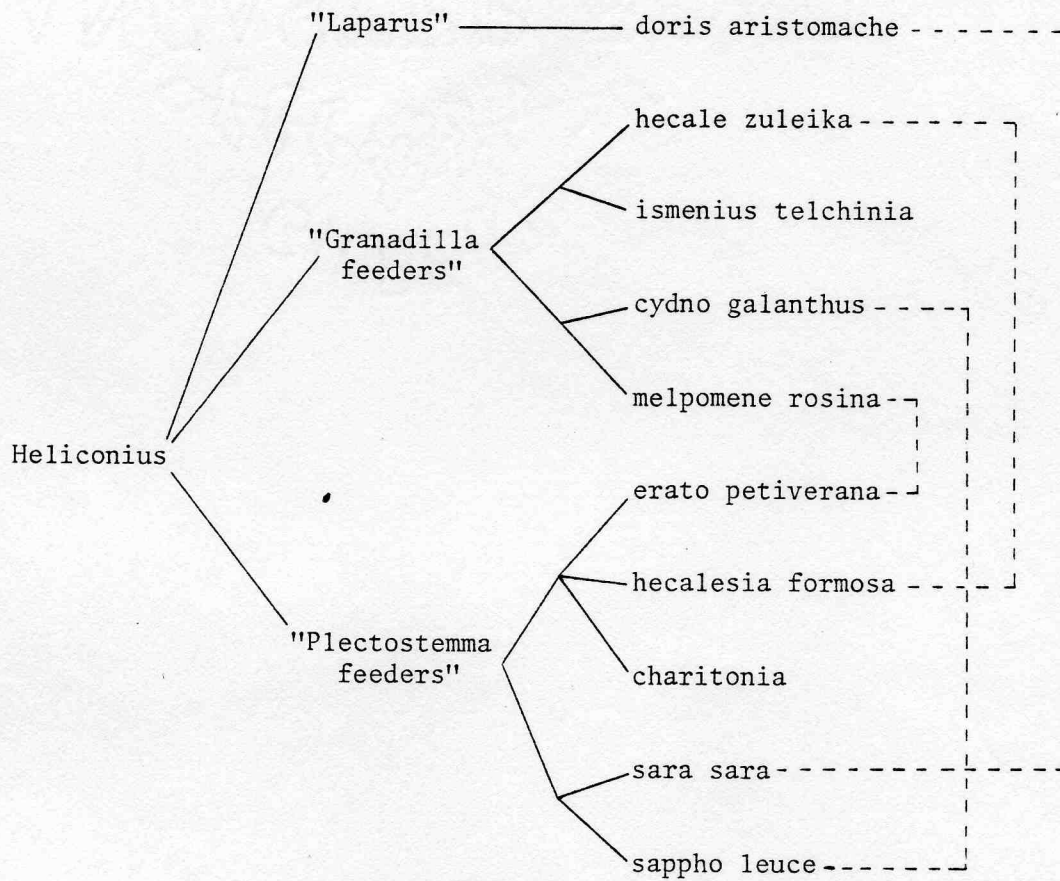 "Laparus"
doris aristomache
hecale zuleika
ismenius telchinia
"Granadilla
feeders"
cydno galanthus
melpomene rosina
Heliconius
erato petiverana
hecalesia formosa
"Plectostemma
feeders"
charitonia
sara sara
sappho leuce